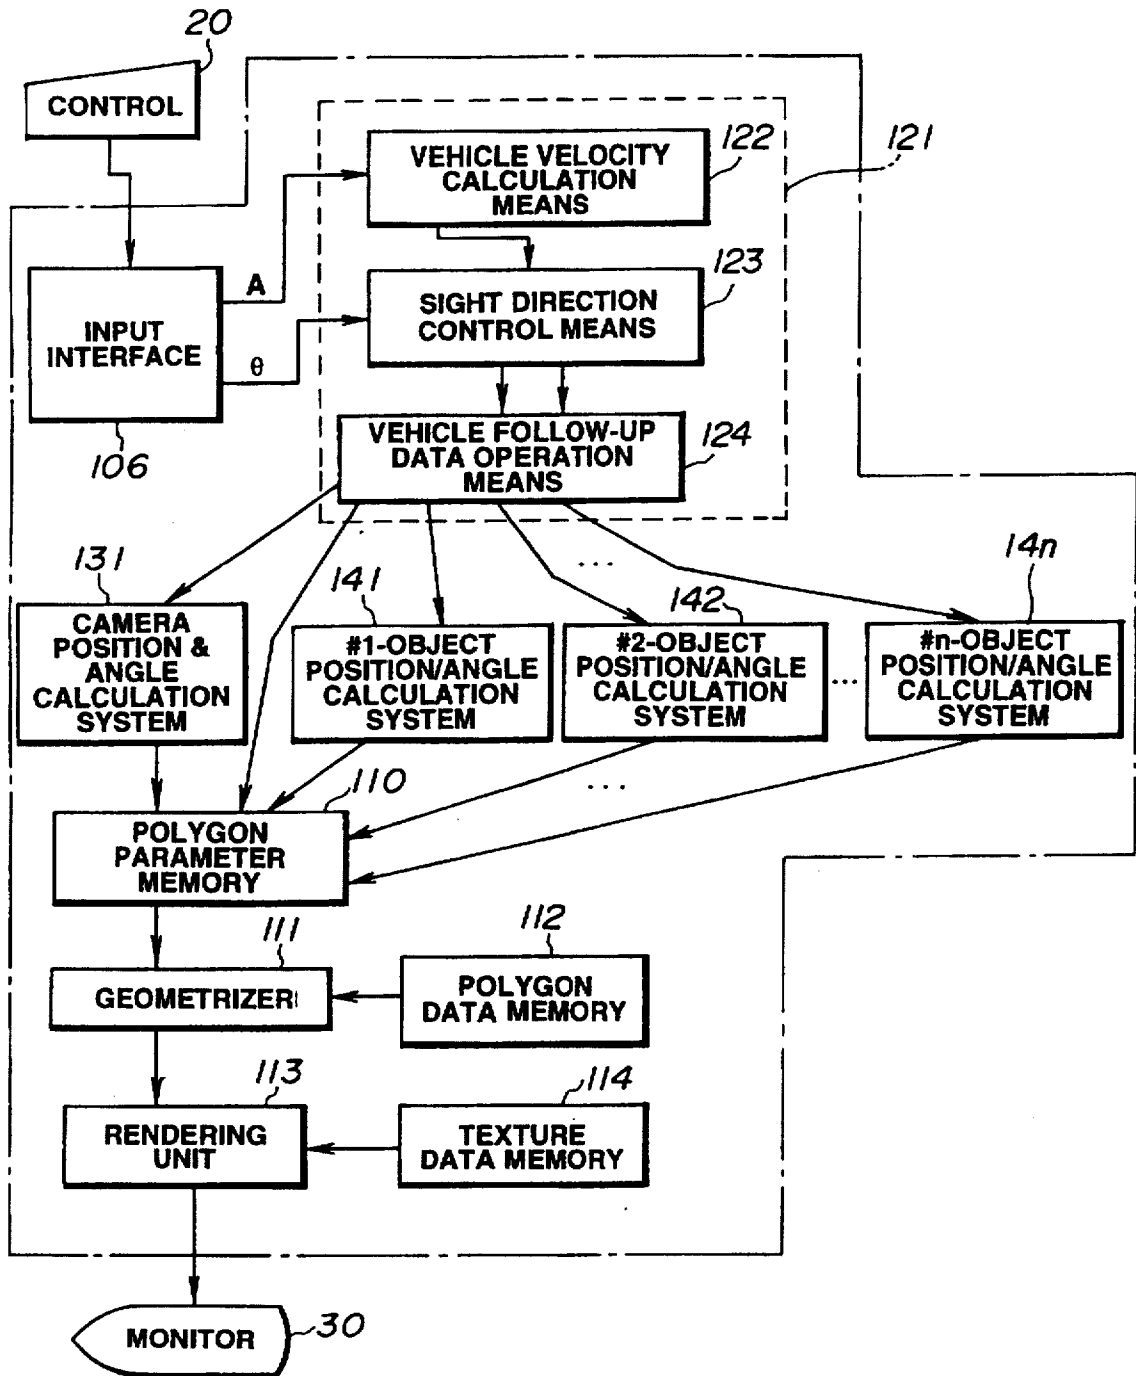 20
CONTROL
122
121
VEHICLE VELOCITY
CALCULATION
MEANS
123
A
SIGHT DIRECTION
CONTROL MEANS
INPUT
INTERFACE
θ
106
VEHICLE FOLLOW-UP
DATA OPERATION
MEANS
124
...
131
CAMERA
POSITION &
ANGLE
CALCULATION
SYSTEM
141
#1-OBJECT
POSITION/ANGLE
CALCULATION
SYSTEM
142
#2-OBJECT
POSITION/ANGLE
CALCULATION
SYSTEM
...
14n
#n-OBJECT
POSITION/ANGLE
CALCULATION
SYSTEM
110
...
POLYGON
PARAMETER
MEMORY
111
GEOMETRIZER
112
POLYGON
DATA MEMORY
113
RENDERING
UNIT
114
TEXTURE
DATA MEMORY
MONITOR
30